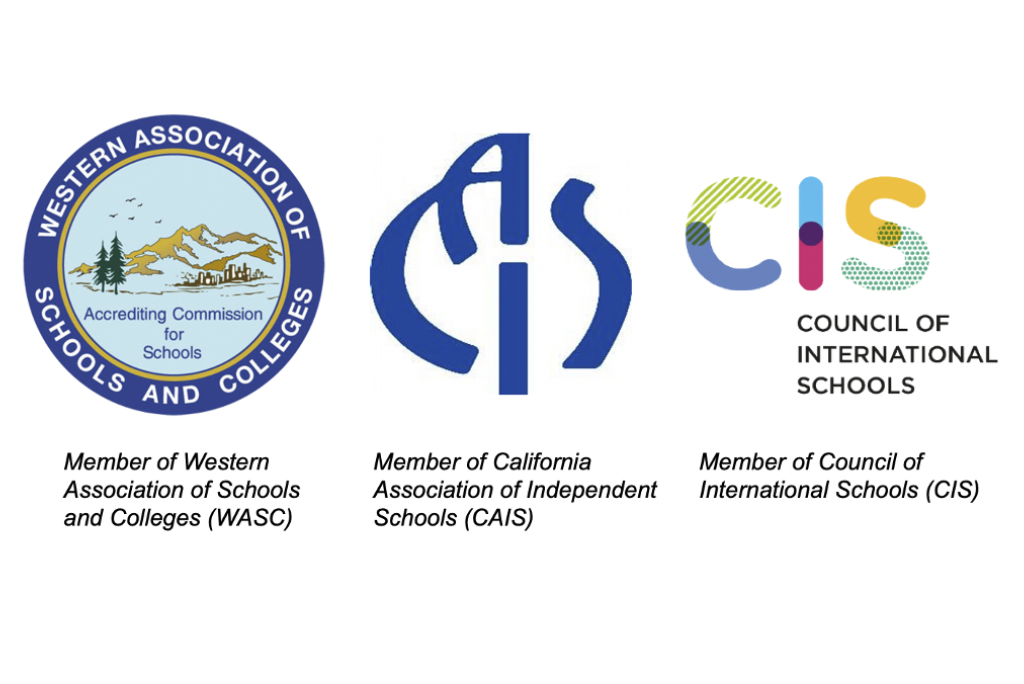 WESTERN ASSOCIATION OF
SCHOOLS AND COLLEGES
Accrediting Commission
for
Schools
CAIS
CIS
COUNCIL OF
INTERNATIONAL
SCHOOLS
Member of Western
Association of Schools
and Colleges (WASC)
Member of California
Association of Independent
Schools (CAIS)
Member of Council of
International Schools (CIS)